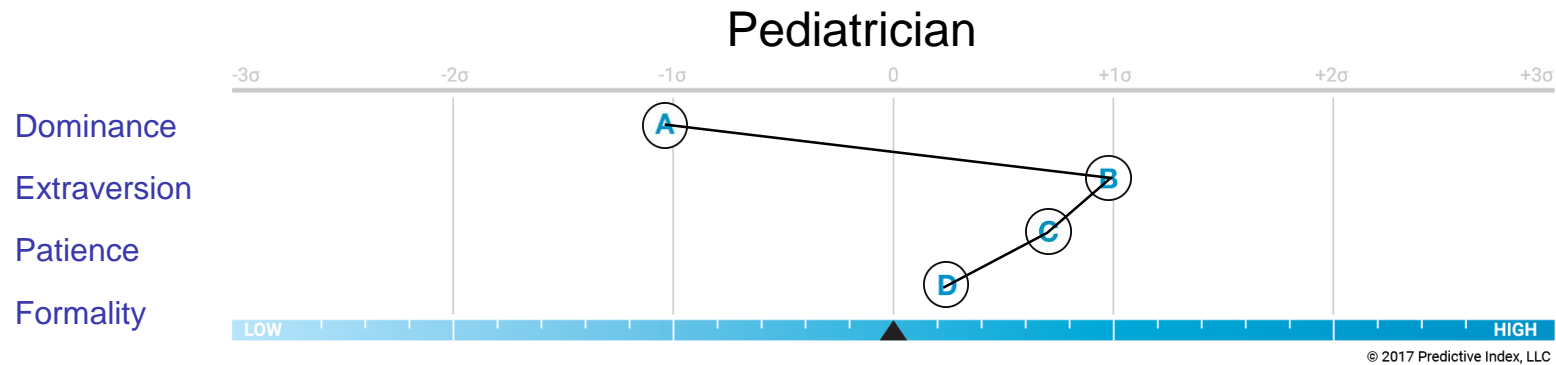 Pediatrician
-3σ -2σ -1σ 0 +1σ +2σ +3σ
Dominance A
Extraversion B
Patience C
Formality D
LOW HIGH
© 2017 Predictive Index, LLC